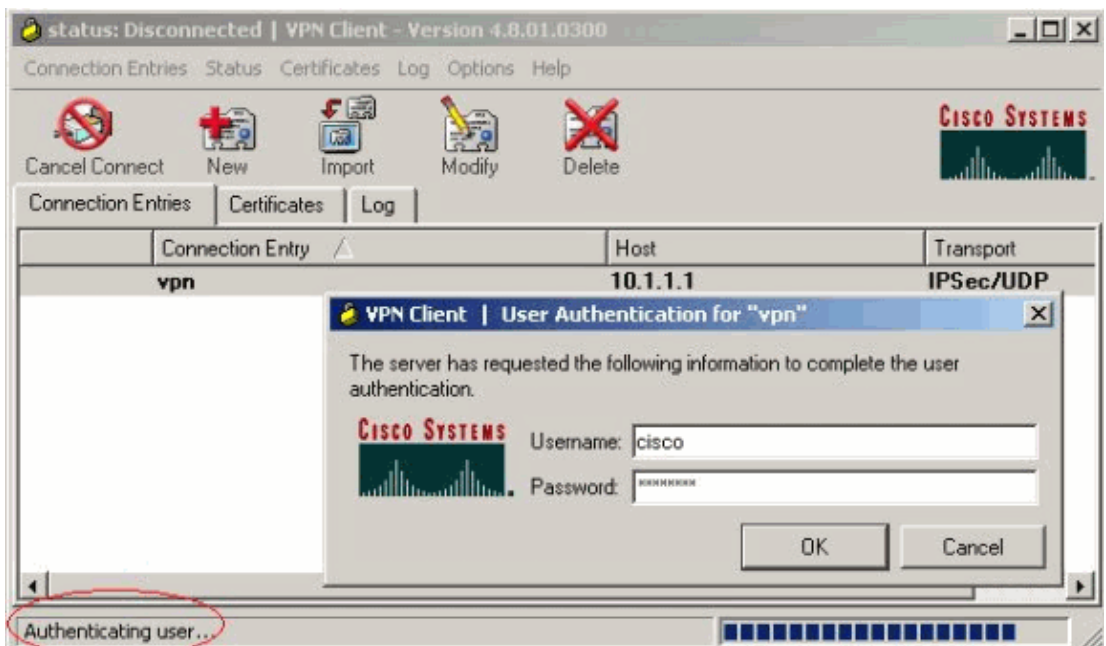 status: Disconnected | VPN Client - Version 4.8.01.0300
Connection Entries Status Certificates Log Options Help
CISCO SYSTEMS
Cancel Connect New Import Modify Delete
Connection Entries Certificates Log
Connection Entry Host Transport
vpn 10.1.1.1 IPSec/UDP
VPN Client | User Authentication for "vpn"
The server has requested the following information to complete the user
authentication.
CISCO SYSTEMS
Username: cisco
Password: ********
OK Cancel
Authenticating user...